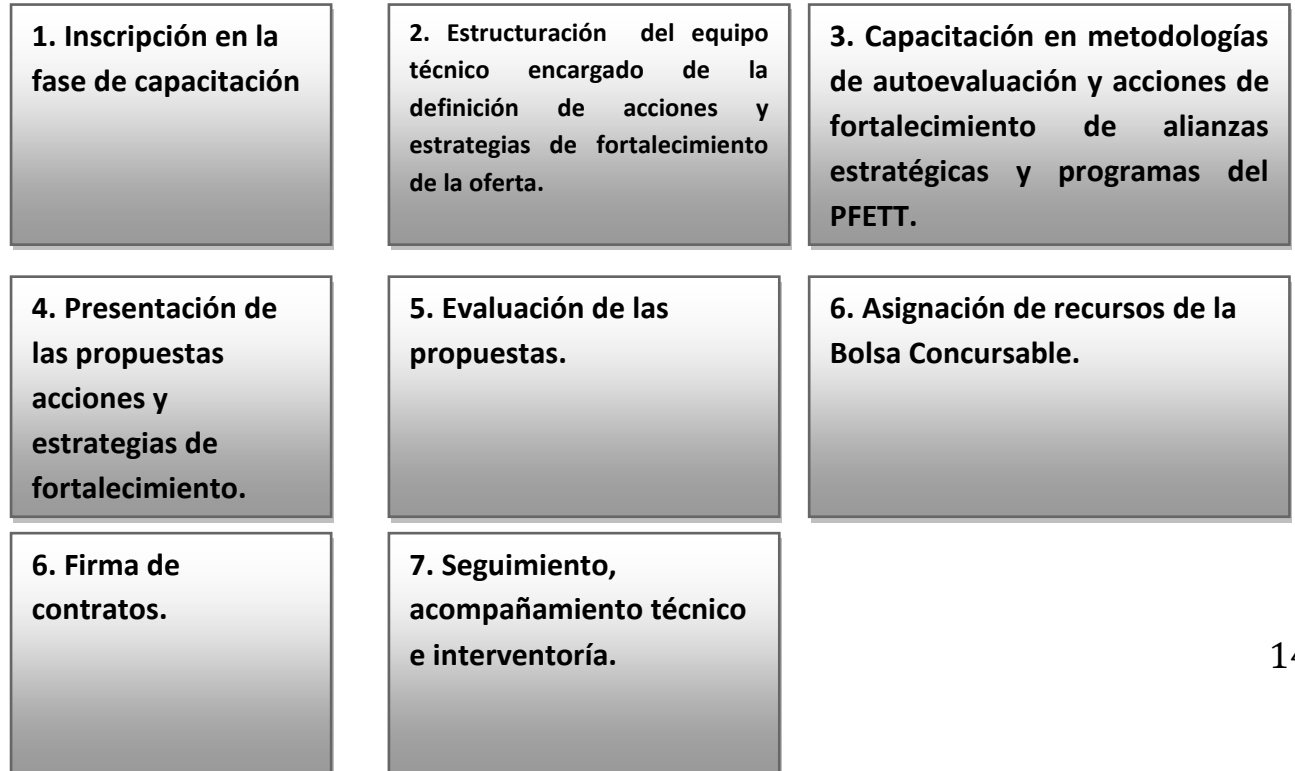 1. Inscripción en la
fase de capacitación
2. Estructuración del equipo
técnico encargado de la
definición de acciones y
estrategias de fortalecimiento
de la oferta.
3. Capacitación en metodologías
de autoevaluación y acciones de
fortalecimiento de alianzas
estratégicas y programas del
PFETT.
4. Presentación de
las propuestas
acciones y
estrategias de
fortalecimiento.
5. Evaluación de las
propuestas.
6. Asignación de recursos de la
Bolsa Concursable.
6. Firma de
contratos.
7. Seguimiento,
acompañamiento técnico
e interventoría.
14